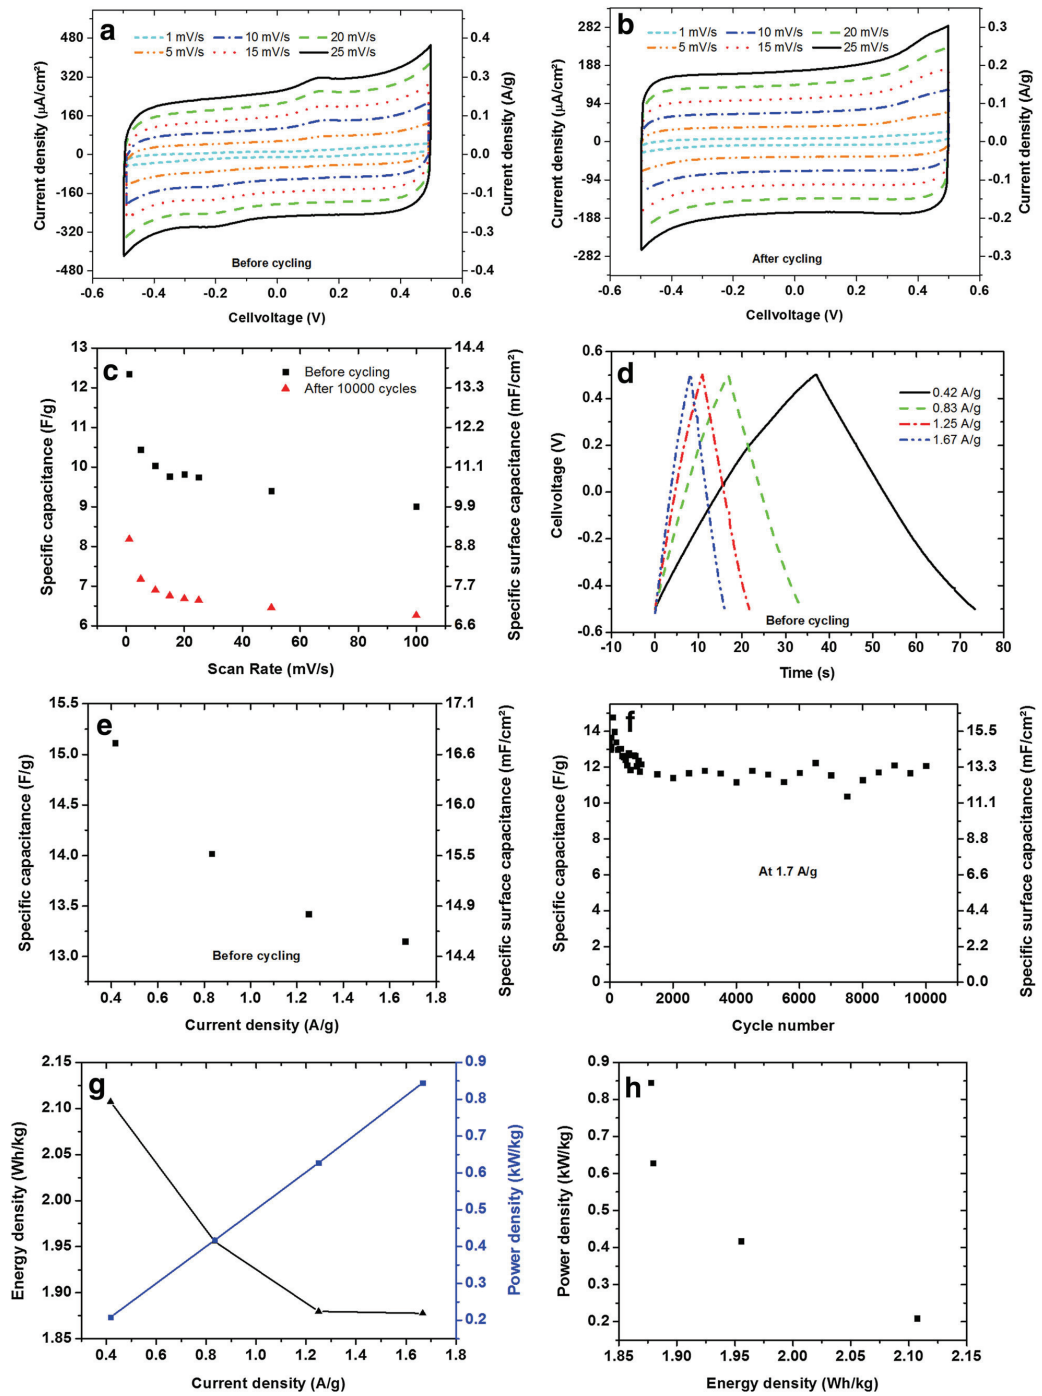 a
1 mV/s 10 mV/s 20 mV/s
5 mV/s 15 mV/s 25 mV/s
480
320
160
0
-160
-320
-480
Current density (µA/cm²)
0.4
0.3
0.2
0.1
0.0
-0.1
-0.2
-0.3
-0.4
Current density (A/g)
Before cycling
-0.6 -0.4 -0.2 0.0 0.2 0.4 0.6
Cellvoltage (V)
b
1 mV/s 10 mV/s 20 mV/s
5 mV/s 15 mV/s 25 mV/s
282
188
94
0
-94
-188
-282
Current density (µA/cm²)
0.3
0.2
0.1
0.0
-0.1
-0.2
-0.3
Current density (A/g)
After cycling
-0.6 -0.4 -0.2 0.0 0.2 0.4 0.6
Cellvoltage (V)
c
Before cycling
After 10000 cycles
13
12
11
10
9
8
7
6
Specific capacitance (F/g)
14.4
13.3
12.2
11.1
9.9
8.8
7.7
6.6
Specific surface capacitance (mF/cm²)
0 20 40 60 80 100
Scan Rate (mV/s)
d
0.42 A/g
0.83 A/g
1.25 A/g
1.67 A/g
0.5
0.2
0.0
-0.2
-0.4
-0.6
Cellvoltage (V)
Before cycling
0 10 20 30 40 50 60 70 80
Time (s)
e
15.5
15.0
14.5
14.0
13.5
13.0
Specific capacitance (F/g)
17.1
16.6
16.0
15.5
14.9
14.4
Specific surface capacitance (mF/cm²)
Before cycling
0.4 0.6 0.8 1.0 1.2 1.4 1.6 1.8
Current density (A/g)
f
14
12
10
8
6
4
2
0
Specific capacitance (F/g)
15.5
13.3
11.1
8.8
6.6
4.4
2.2
0.0
Specific surface capacitance (mF/cm²)
At 1.7 A/g
0 2000 4000 6000 8000 10000
Cycle number
g
2.15
2.10
2.05
2.00
1.95
1.90
1.85
Energy density (Wh/kg)
0.9
0.8
0.7
0.6
0.5
0.4
0.3
0.2
Power density (kW/kg)
0.4 0.6 0.8 1.0 1.2 1.4 1.6 1.8
Current density (A/g)
h
0.9
0.8
0.7
0.6
0.5
0.4
0.3
0.2
Power density (kW/kg)
1.85 1.90 1.95 2.00 2.05 2.10 2.15
Energy density (Wh/kg)